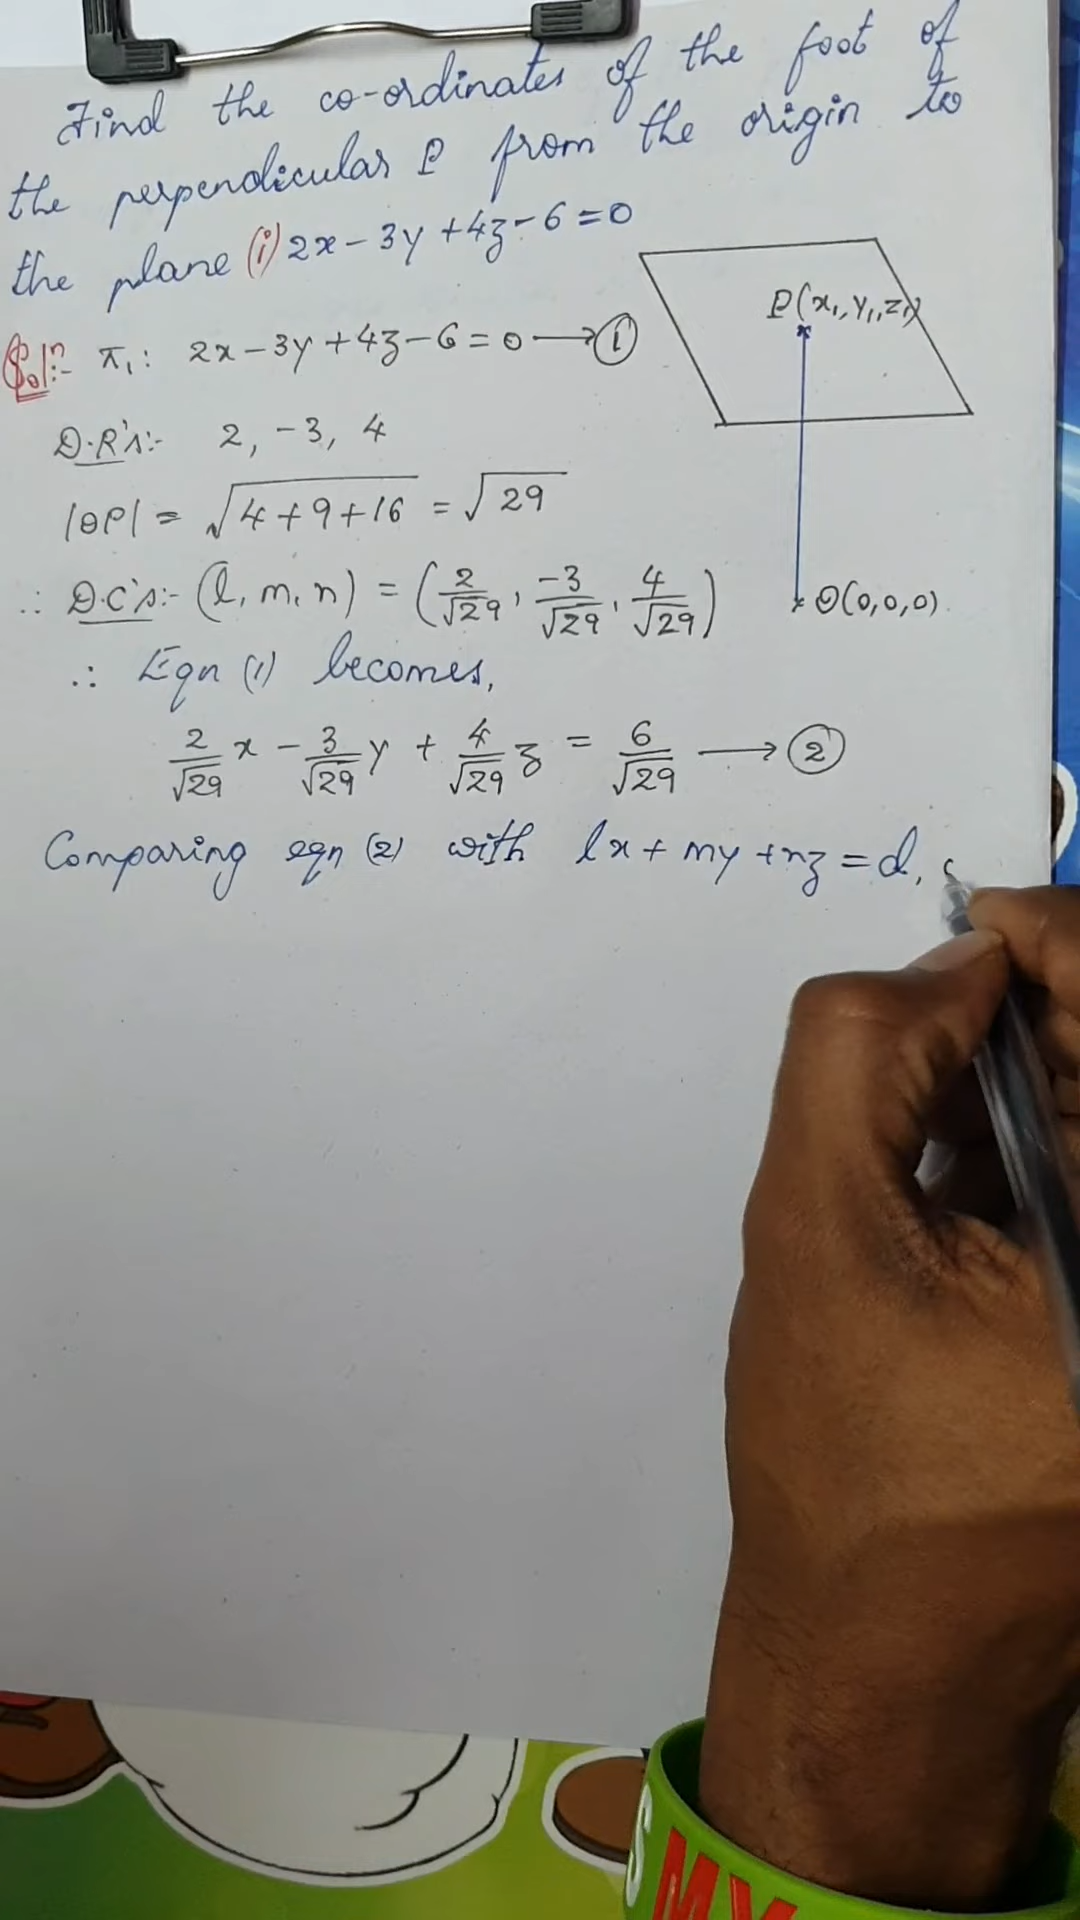 Find the co-ordinates of the foot of
the perpendicular P from the origin to
the plane (i) 2x - 3y + 4z - 6 = 0
P(x₁, y₁, z₁)
Solⁿ:- π₁: 2x - 3y + 4z - 6 = 0 → ①
D.R's:- 2, -3, 4
|OP| = √(4+9+16) = √29
∴ D.C's:- (l, m, n) = (2/√29, -3/√29, 4/√29)
O(0,0,0)
∴ Eqn (1) becomes,
2/√29 x - 3/√29 y + 4/√29 z = 6/√29 → ②
Comparing eqn (2) with lx + my + nz = d,
MY